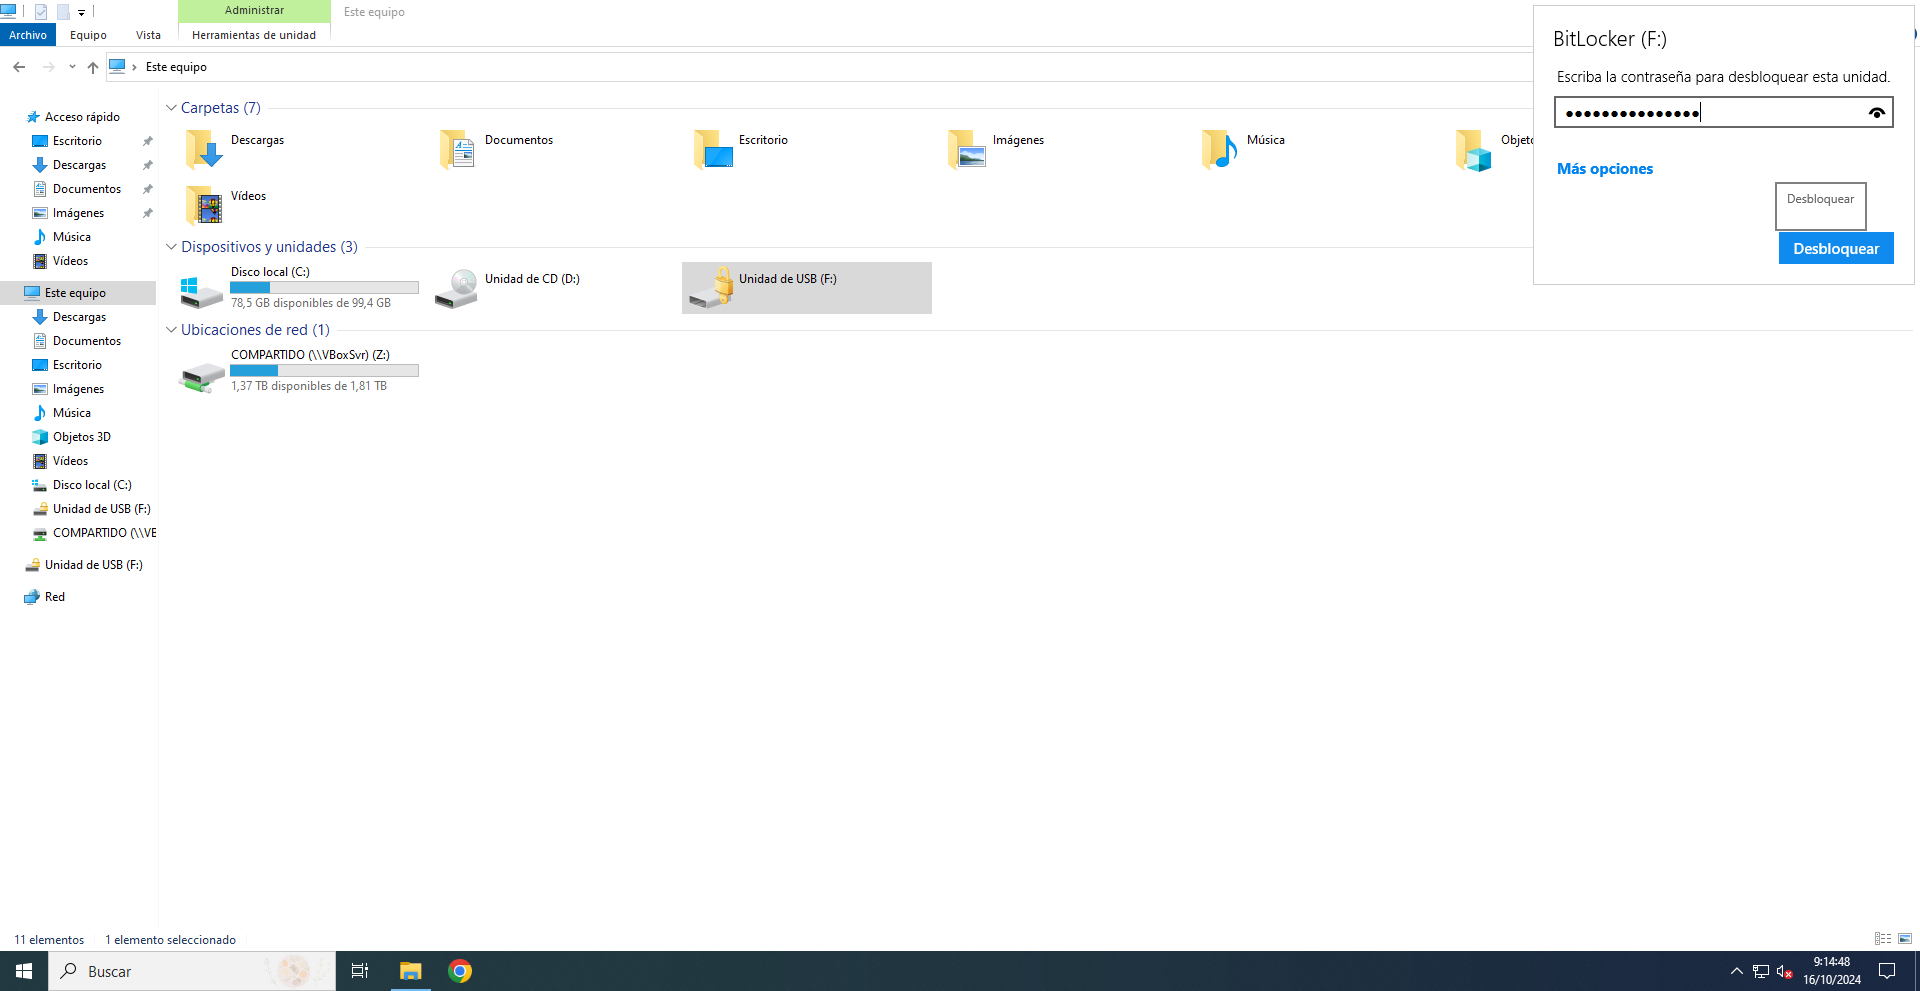 Administrar
Este equipo
Archivo
Equipo
Vista
Herramientas de unidad
Este equipo
Acceso rápido
Escritorio
Descargas
Documentos
Imágenes
Música
Vídeos
Este equipo
Descargas
Documentos
Escritorio
Imágenes
Música
Objetos 3D
Vídeos
Disco local (C:)
Unidad de USB (F:)
COMPARTIDO (\\VE
Unidad de USB (F:)
Red
Carpetas (7)
Descargas
Documentos
Escritorio
Imágenes
Música
Objeto
Vídeos
Dispositivos y unidades (3)
Disco local (C:)
78,5 GB disponibles de 99,4 GB
Unidad de CD (D:)
Unidad de USB (F:)
Ubicaciones de red (1)
COMPARTIDO (\\VBoxSvr) (Z:)
1,37 TB disponibles de 1,81 TB
BitLocker (F:)
Escriba la contraseña para desbloquear esta unidad.
●●●●●●●●●●●●●●●
Más opciones
Desbloquear
Desbloquear
11 elementos
1 elemento seleccionado
Buscar
9:14:48
16/10/2024